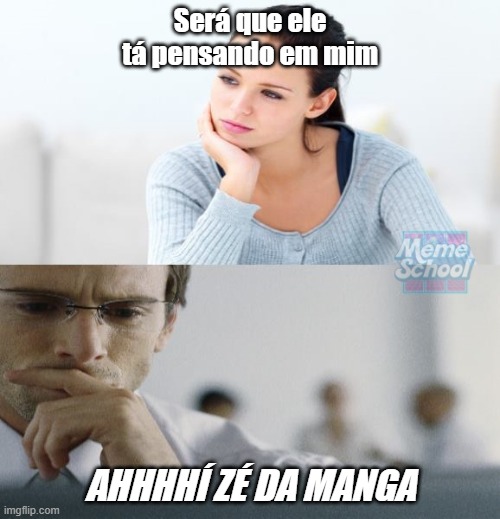 Será que ele
tá pensando em mim
Meme
School
AHHHHÍ ZÉ DA MANGA
imgflip.com